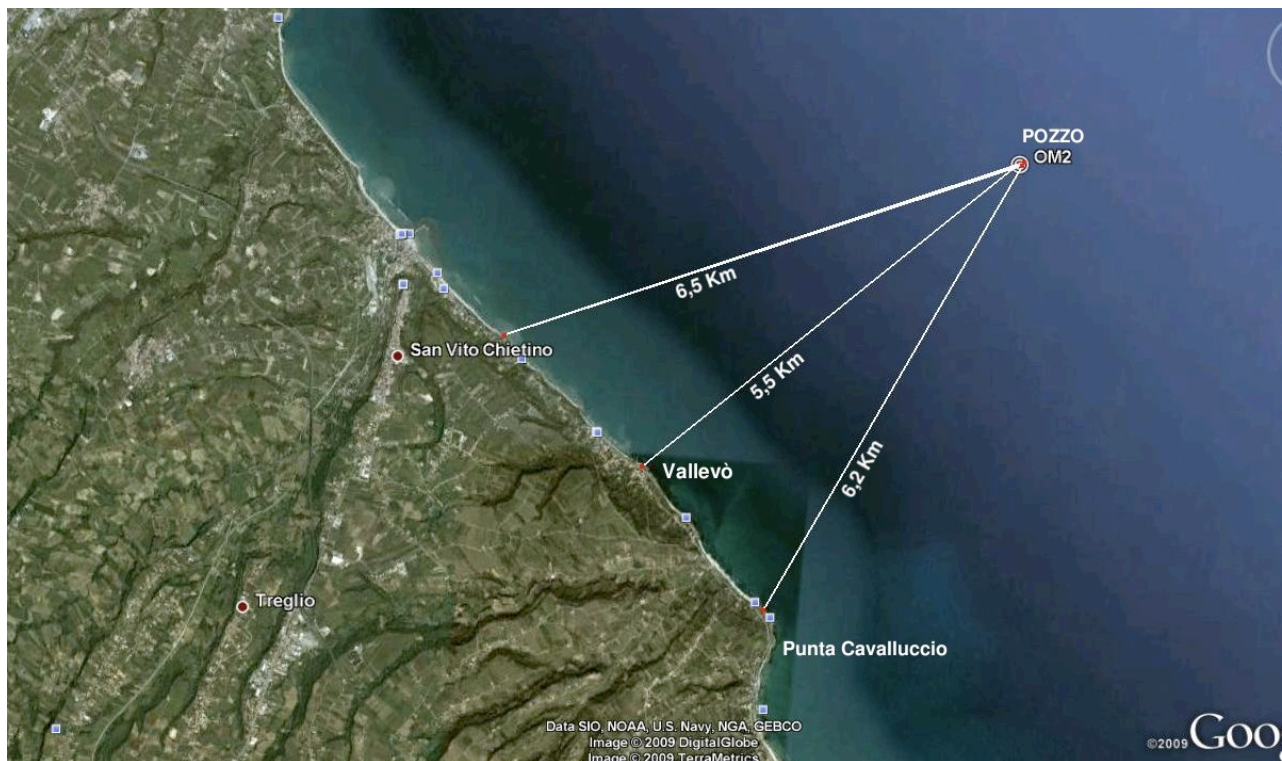 POZZO
OM2
6,5 Km
San Vito Chietino
5,5 Km
Vallevò
6,2 Km
Treglio
Punta Cavalluccio
Data SIO, NOAA, U.S. Navy, NGA, GEBCO
Image © 2009 DigitalGlobe
Image © 2009 TerraMetrics
©2009 Goo